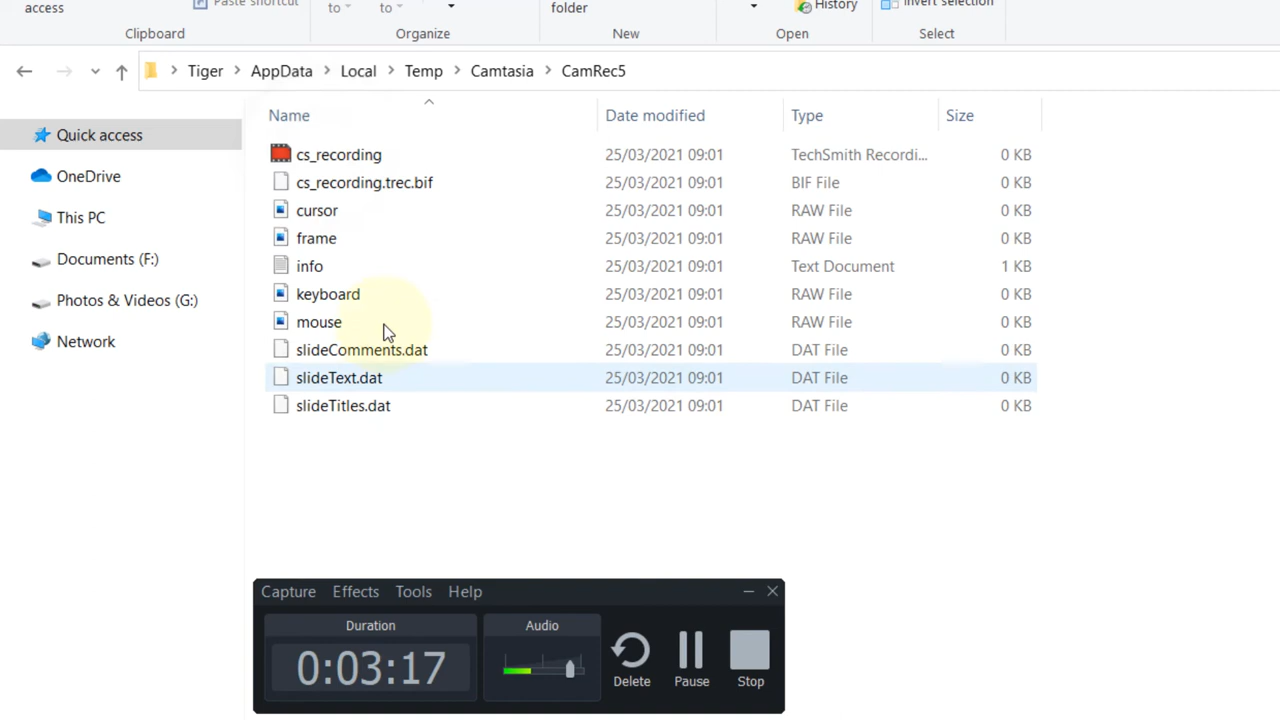 access
Paste shortcut
to
to
folder
History
Invert selection
Clipboard
Organize
New
Open
Select
Tiger
AppData
Local
Temp
Camtasia
CamRec5
Name
Date modified
Type
Size
Quick access
OneDrive
This PC
Documents (F:)
Photos & Videos (G:)
Network
cs_recording 25/03/2021 09:01 TechSmith Recordi... 0 KB
cs_recording.trec.bif 25/03/2021 09:01 BIF File 0 KB
cursor 25/03/2021 09:01 RAW File 0 KB
frame 25/03/2021 09:01 RAW File 0 KB
info 25/03/2021 09:01 Text Document 1 KB
keyboard 25/03/2021 09:01 RAW File 0 KB
mouse 25/03/2021 09:01 RAW File 0 KB
slideComments.dat 25/03/2021 09:01 DAT File 0 KB
slideText.dat 25/03/2021 09:01 DAT File 0 KB
slideTitles.dat 25/03/2021 09:01 DAT File 0 KB
Capture Effects Tools Help
Duration
Audio
0:03:17
Delete
Pause
Stop